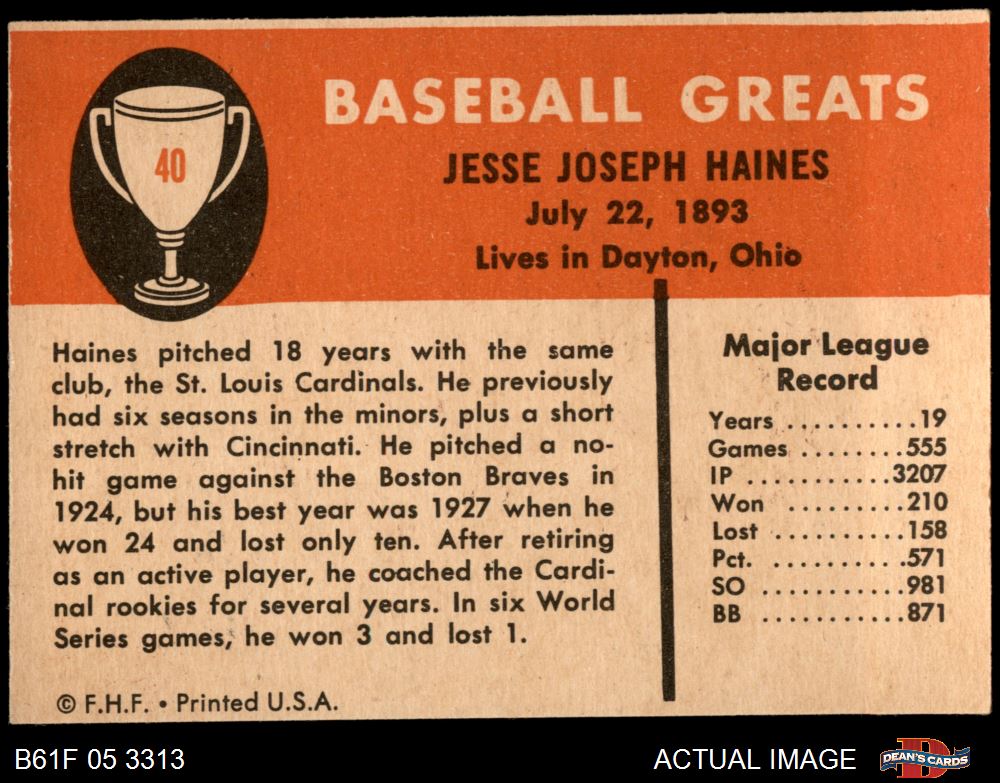 40
BASEBALL GREATS
JESSE JOSEPH HAINES
July 22, 1893
Lives in Dayton, Ohio
Haines pitched 18 years with the same
club, the St. Louis Cardinals. He previously
had six seasons in the minors, plus a short
stretch with Cincinnati. He pitched a no-
hit game against the Boston Braves in
1924, but his best year was 1927 when he
won 24 and lost only ten. After retiring
as an active player, he coached the Cardi-
nal rookies for several years. In six World
Series games, he won 3 and lost 1.
© F.H.F. • Printed U.S.A.
Major League
Record
Years ..........19
Games ........555
IP ...........3207
Won .........210
Lost ..........158
Pct. ..........571
SO ...........981
BB ...........871
B61F 05 3313
ACTUAL IMAGE
D
DEAN'S CARDS